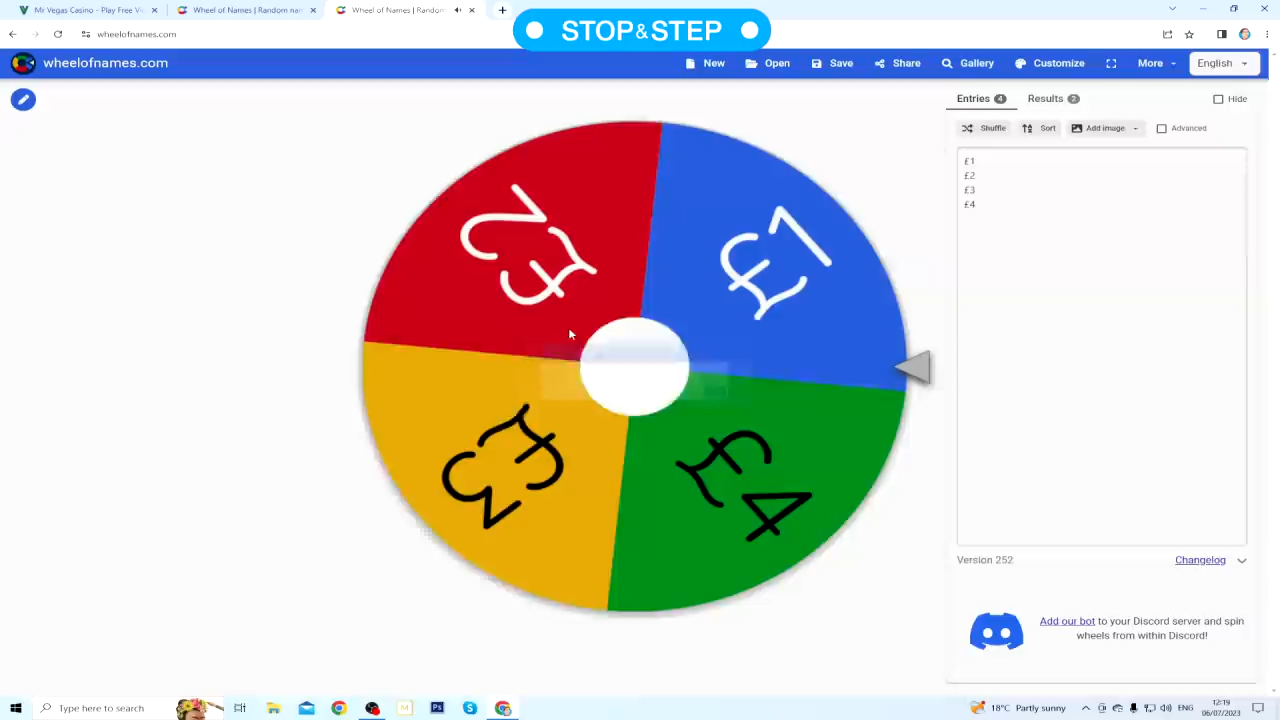 Mr Vegas Casino - Play Free Vi
Wheel of Names | Random nar
Wheel of Names | Random
STOP&STEP
wheelofnames.com
wheelofnames.com
New
Open
Save
Share
Gallery
Customize
More
English
Entries 4
Results 2
Hide
Shuffle
Sort
Add image
Advanced
£1
£2
£3
£4
£2
£1
£3
£4
Version 252
Changelog
Add our bot to your Discord server and spin
wheels from within Discord!
Type here to search
18°C Partly sunny
ENG
12:19
06/07/2023